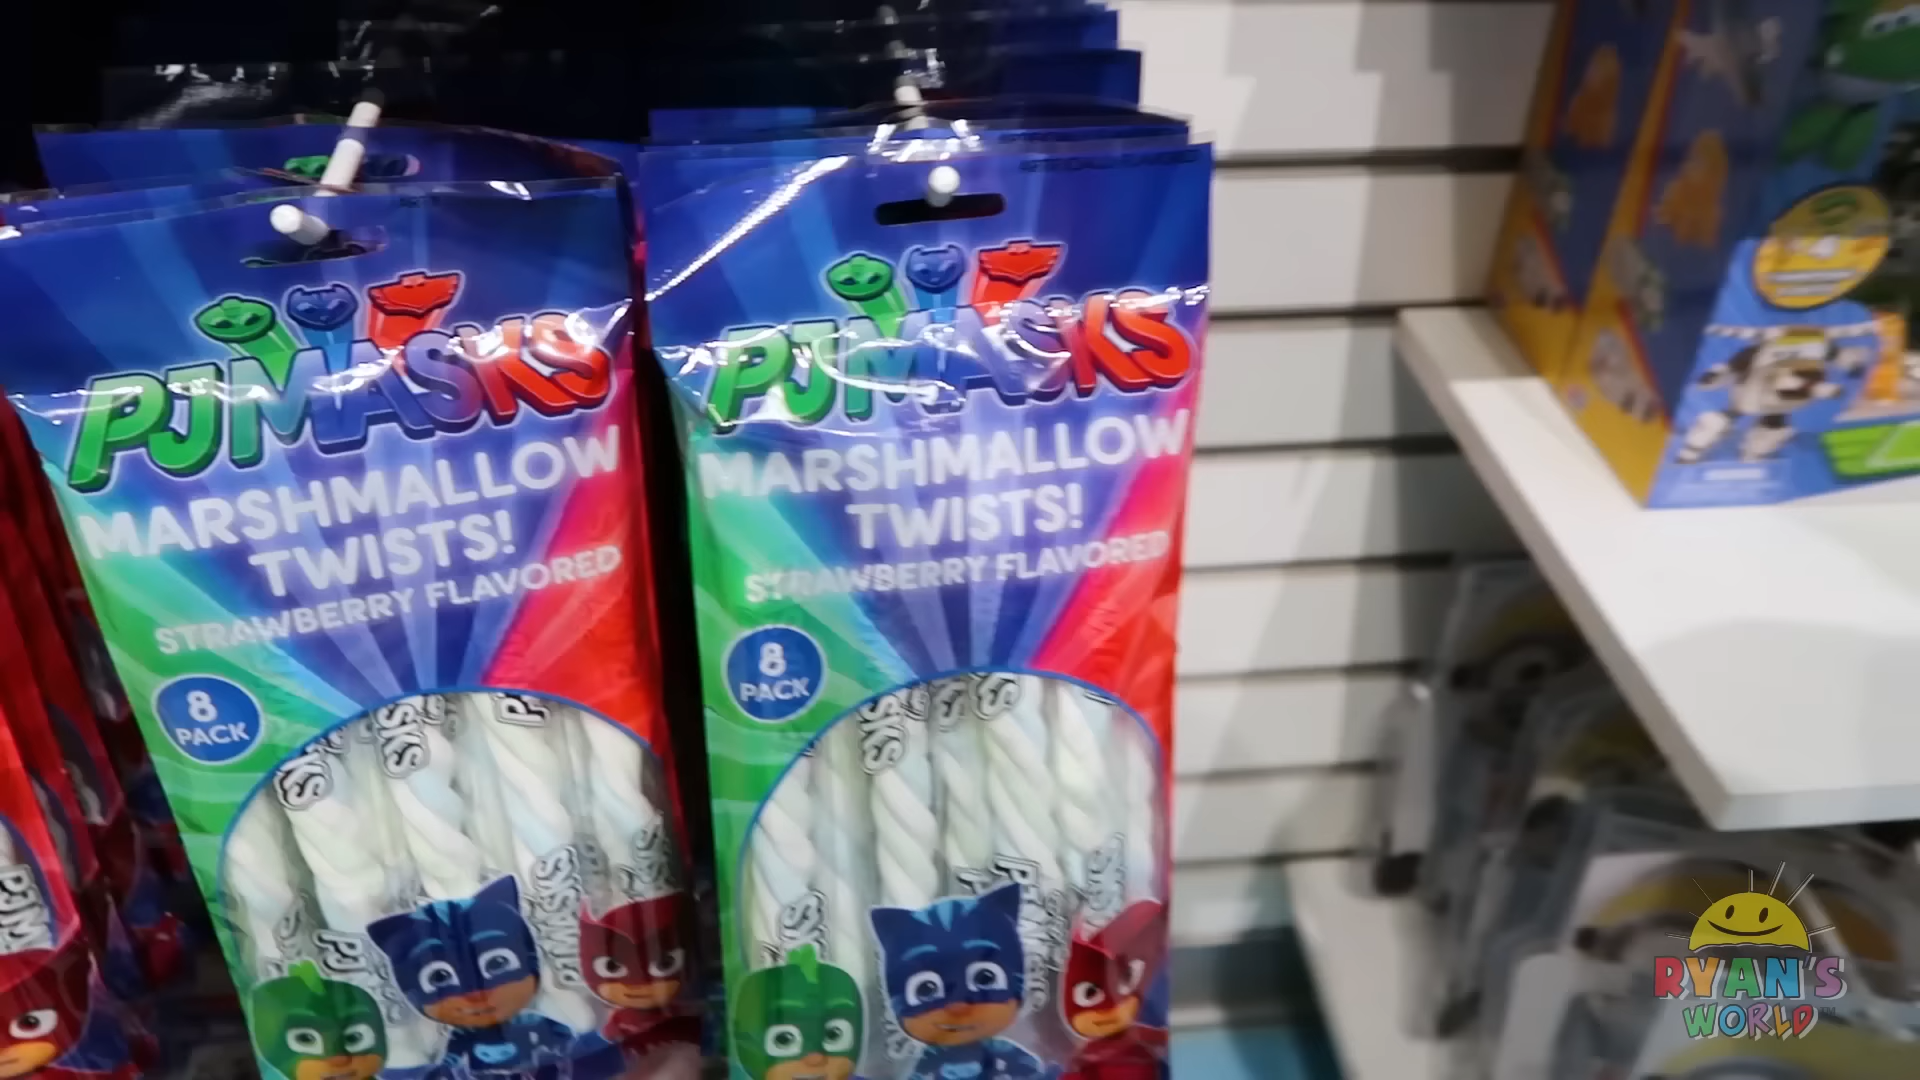 PJMASKS
MARSHMALLOW
TWISTS!
STRAWBERRY FLAVORED
8
PACK
PJMASKS
MARSHMALLOW
TWISTS!
STRAWBERRY FLAVORED
8
PACK
RYAN'S
WORLD